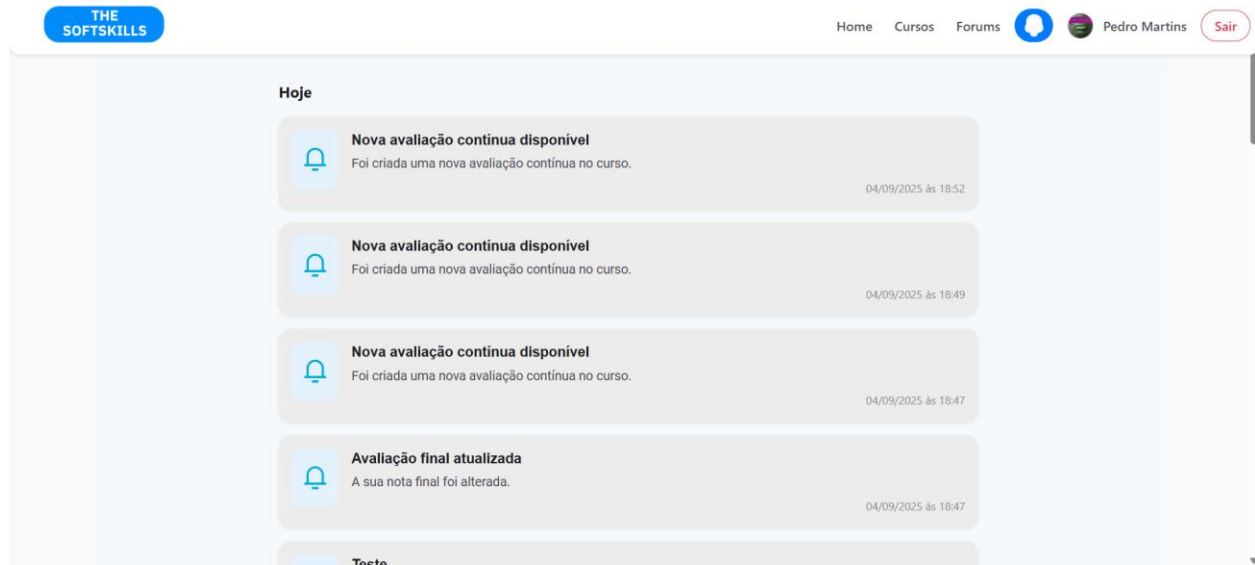 THE
SOFTSKILLS
Home Cursos Forums Pedro Martins Sair
Hoje
Nova avaliação contínua disponível
Foi criada uma nova avaliação contínua no curso.
04/09/2025 às 18:52
Nova avaliação contínua disponível
Foi criada uma nova avaliação contínua no curso.
04/09/2025 às 18:49
Nova avaliação contínua disponível
Foi criada uma nova avaliação contínua no curso.
04/09/2025 às 18:47
Avaliação final atualizada
A sua nota final foi alterada.
04/09/2025 às 18:47
Teste